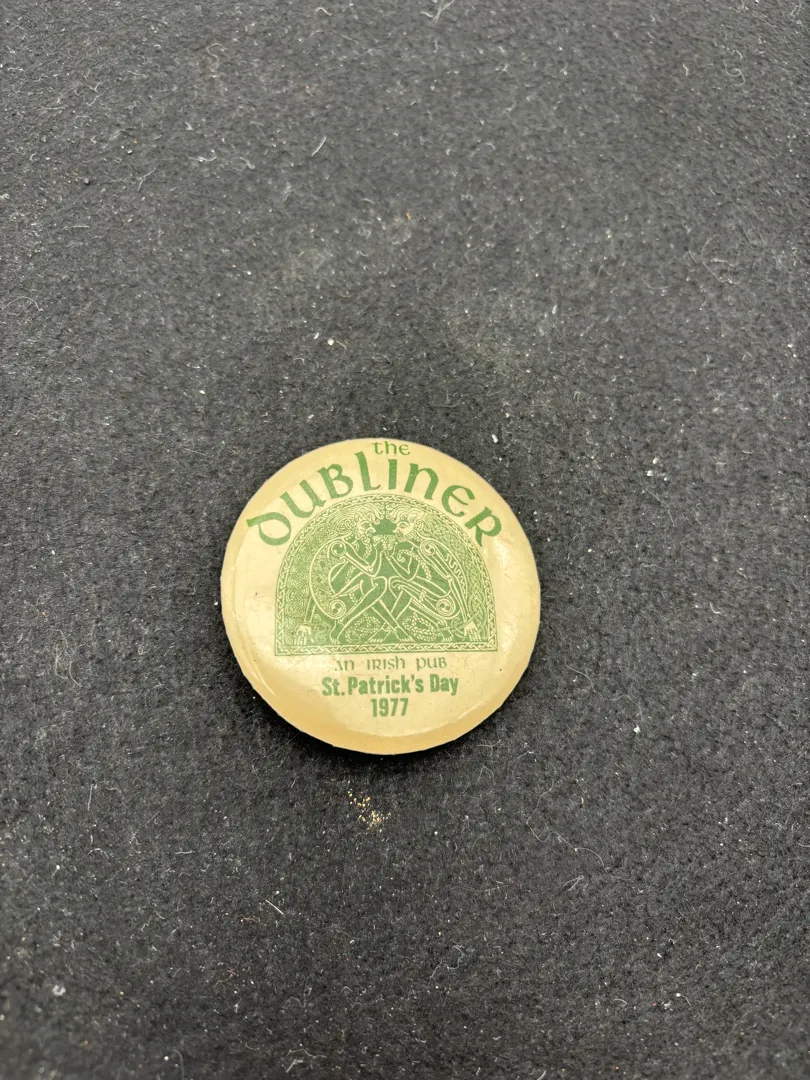 the
DUBLINER
AN IRISH PUB
St. Patrick's Day
1977